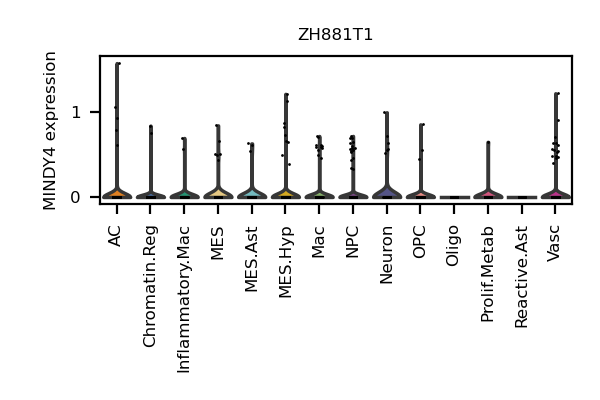 ZH881T1
MINDY4 expression
1
0
AC
Chromatin.Reg
Inflammatory.Mac
MES
MES.Ast
MES.Hyp
Mac
NPC
Neuron
OPC
Oligo
Prolif.Metab
Reactive.Ast
Vasc